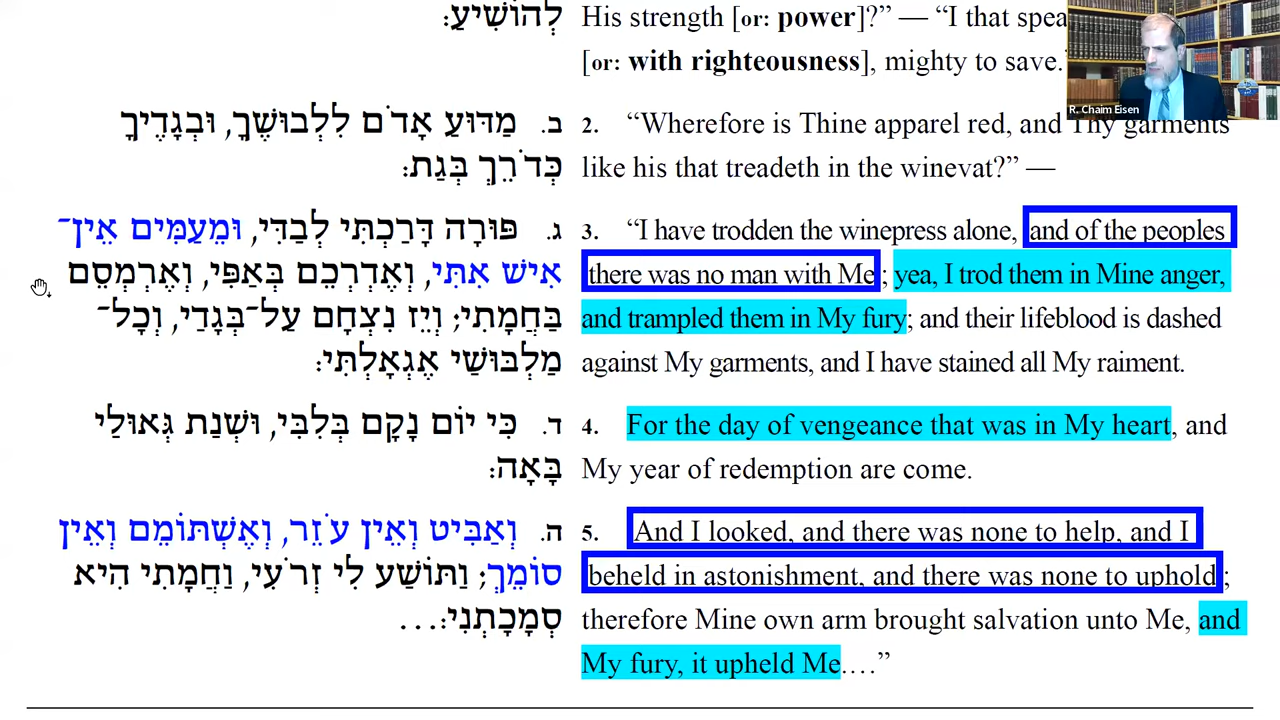 לְהוֹשִׁיעַ:
His strength [or: power]?” — “I that spea
[or: with righteousness], mighty to save.
R. Chaim Eisen
ב. מַדּוּעַ אָדֹם לִלְבוּשֶׁךָ, וּבְגָדֶיךָ
כְּדֹרֵךְ בְּגַת:
2. “Wherefore is Thine apparel red, and Thy garments
like his that treadeth in the winevat?” —
ג. פּוּרָה דָּרַכְתִּי לְבַדִּי, וּמֵעַמִּים אֵין־
אִישׁ אִתִּי, וְאֶדְרְכֵם בְּאַפִּי, וְאֶרְמְסֵם
בַּחֲמָתִי; וְיֵז נִצְחָם עַל־בְּגָדַי, וְכָל־
מַלְבּוּשַׁי אֶגְאָלְתִּי:
3. “I have trodden the winepress alone, and of the peoples
there was no man with Me; yea, I trod them in Mine anger,
and trampled them in My fury; and their lifeblood is dashed
against My garments, and I have stained all My raiment.
ד. כִּי יוֹם נָקָם בְּלִבִּי, וּשְׁנַת גְּאוּלַי
בָּאָה:
4. For the day of vengeance that was in My heart, and
My year of redemption are come.
ה. וְאַבִּיט וְאֵין עֹזֵר, וְאֶשְׁתּוֹמֵם וְאֵין
סוֹמֵךְ; וַתּוֹשַׁע לִי זְרֹעִי, וַחֲמָתִי הִיא
סְמָכָתְנִי:…
5. And I looked, and there was none to help, and I
beheld in astonishment, and there was none to uphold;
therefore Mine own arm brought salvation unto Me, and
My fury, it upheld Me.…”